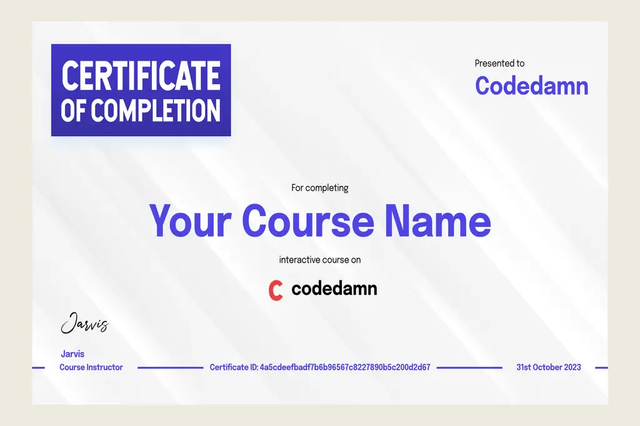 CERTIFICATE
OF COMPLETION
Presented to
Codedamn
For completing
Your Course Name
interactive course on
codedamn
Jarvis
Jarvis
Course Instructor
Certificate ID: 4a5cdeefbadf7b6b96567c8227890b5c200d2d67
31st October 2023